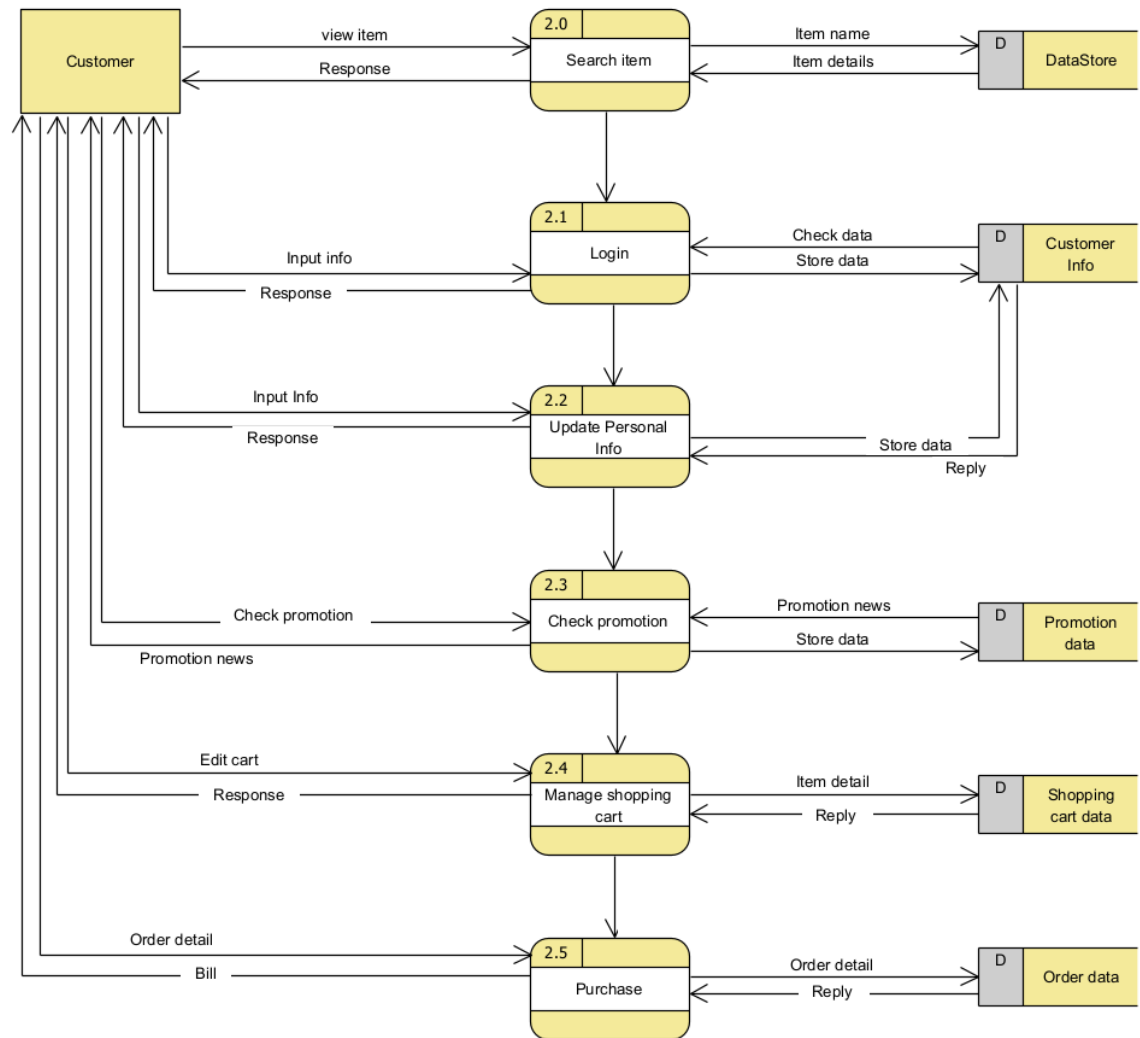 Customer
view item
Response
2.0
Search item
Item name
Item details
D
DataStore
2.1
Login
Input info
Response
Check data
Store data
D
Customer
Info
2.2
Update Personal
Info
Input Info
Response
Store data
Reply
2.3
Check promotion
Check promotion
Promotion news
Promotion news
Store data
D
Promotion
data
2.4
Manage shopping
cart
Edit cart
Response
Item detail
Reply
D
Shopping
cart data
2.5
Purchase
Order detail
Bill
Order detail
Reply
D
Order data